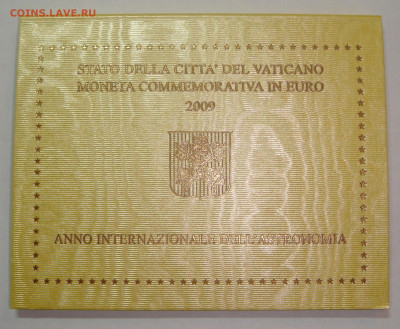 COINS.LAVE.RU
STATO DELLA CITTA' DEL VATICANO
MONETA COMMEMORATIVA IN EURO
2009
ANNO INTERNAZIONALE DELL'ASTRONOMIA